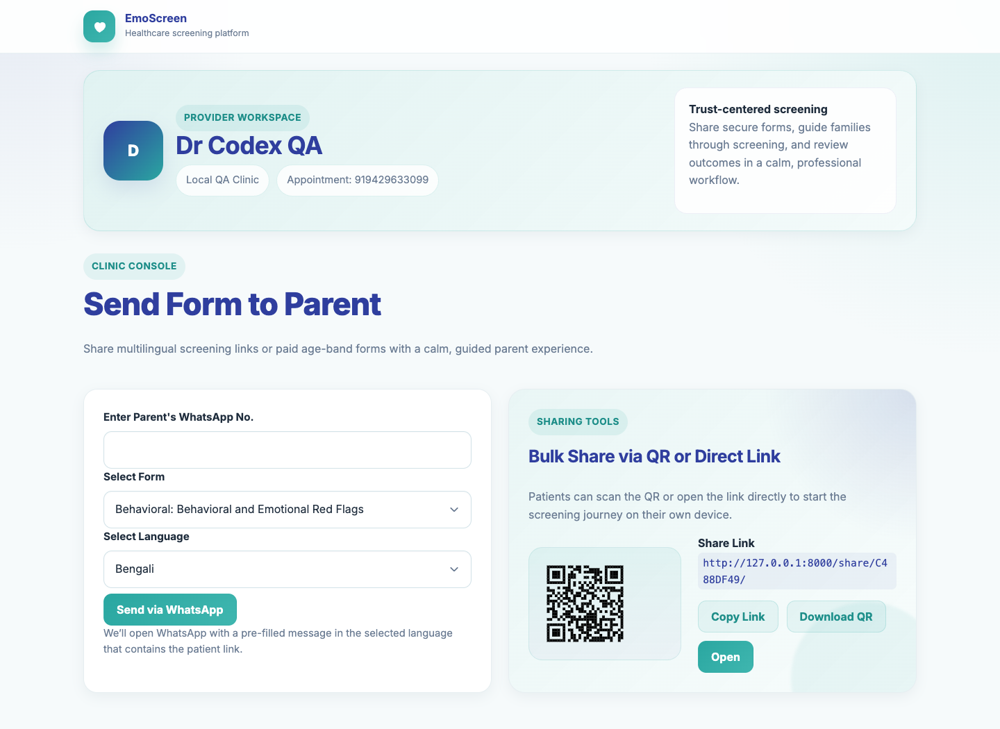 EmoScreen
Healthcare screening platform
D
PROVIDER WORKSPACE
Dr Codex QA
Local QA Clinic
Appointment: 919429633099
Trust-centered screening
Share secure forms, guide families
through screening, and review
outcomes in a calm, professional
workflow.
CLINIC CONSOLE
Send Form to Parent
Share multilingual screening links or paid age-band forms with a calm, guided parent experience.
Enter Parent's WhatsApp No.
Select Form
Behavioral: Behavioral and Emotional Red Flags
Select Language
Bengali
Send via WhatsApp
We’ll open WhatsApp with a pre-filled message in the selected language
that contains the patient link.
SHARING TOOLS
Bulk Share via QR or Direct Link
Patients can scan the QR or open the link directly to start the
screening journey on their own device.
Share Link
http://127.0.0.1:8000/share/C4
88DF49/
Copy Link
Download QR
Open